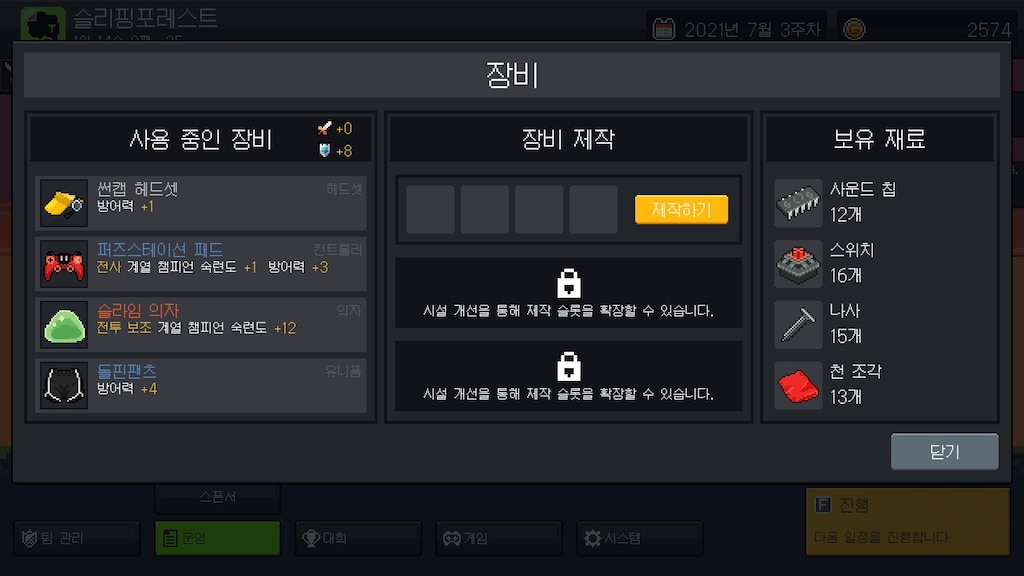 슬리핑포레스트
2021년 7월 3주차
2574
장비
사용 중인 장비
+0
+8
썬캡 헤드셋
헤드셋
방어력 +1
퍼즈스테이션 패드
컨트롤러
전사 계열 챔피언 숙련도 +1 방어력 +3
슬라임 의자
의자
전투 보조 계열 챔피언 숙련도 +12
돌핀팬츠
유니폼
방어력 +4
장비 제작
제작하기
시설 개선을 통해 제작 슬롯을 확장할 수 있습니다.
시설 개선을 통해 제작 슬롯을 확장할 수 있습니다.
보유 재료
사운드 칩
12개
스위치
16개
나사
15개
천 조각
13개
닫기
스폰서
팀 관리
운영
대회
게임
시스템
F 진행
다음 일정을 진행합니다